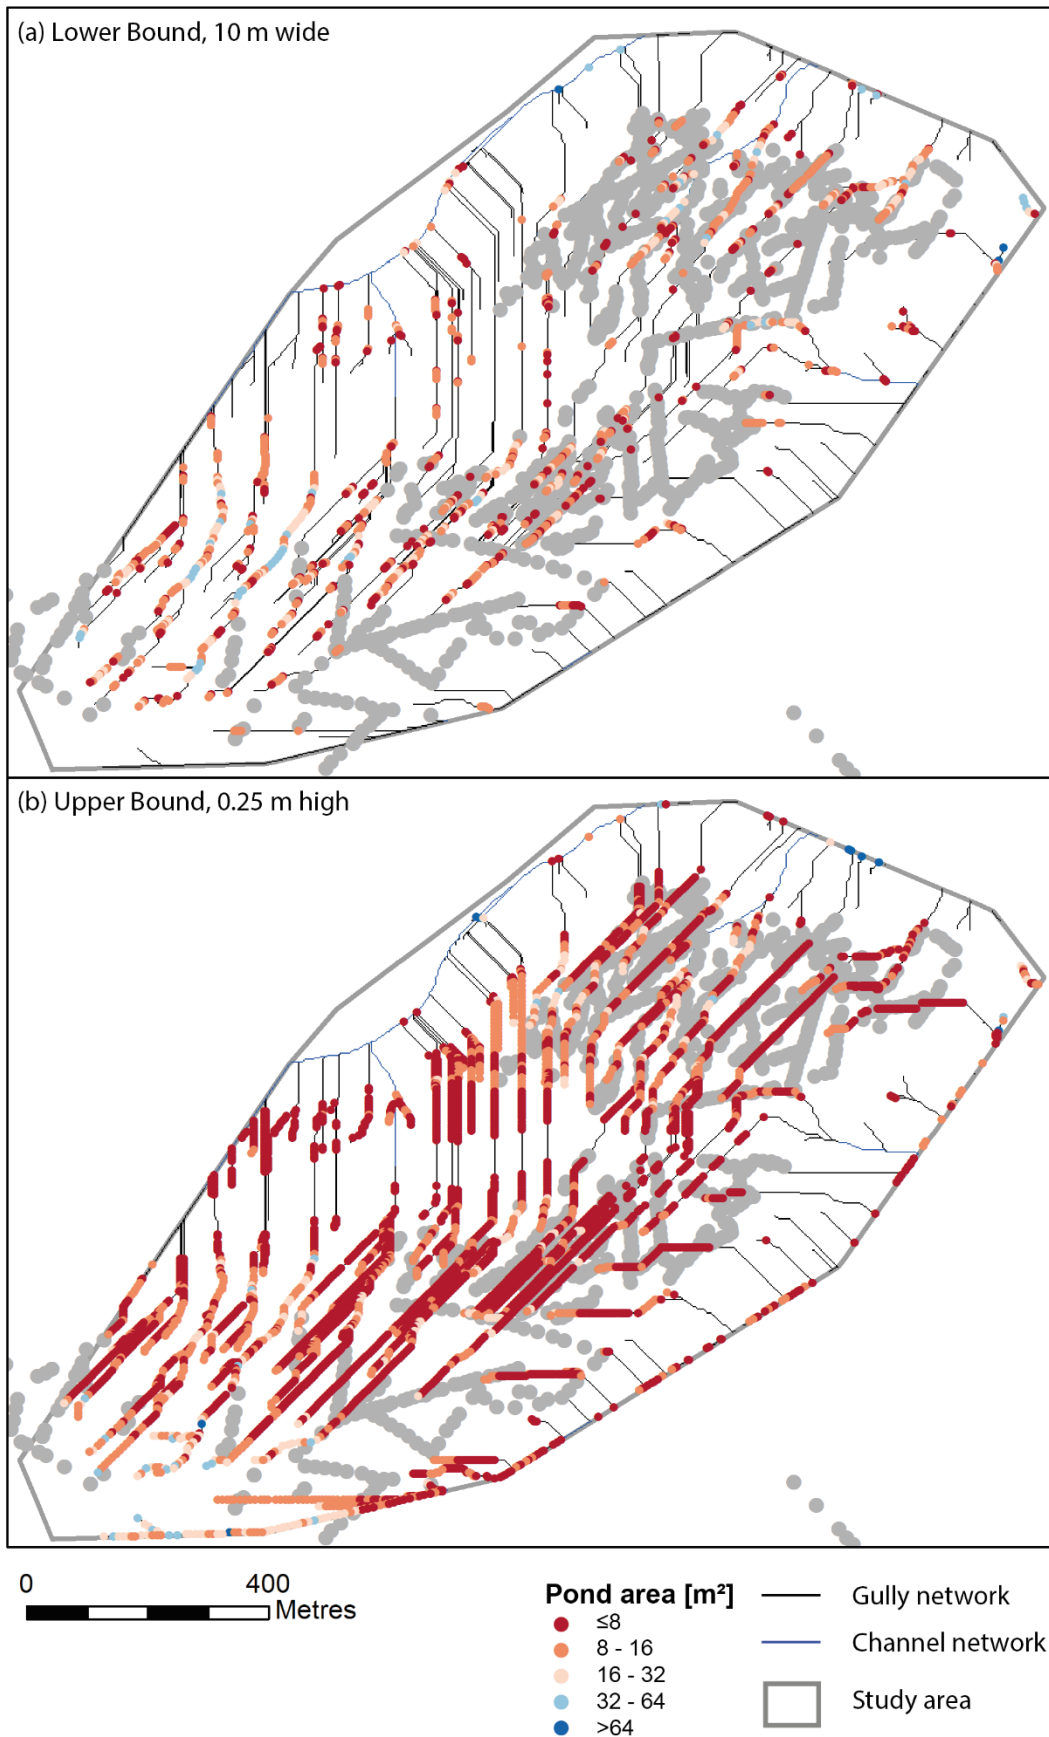 (a) Lower Bound, 10 m wide
(b) Upper Bound, 0.25 m high
0 400
Metres
Pond area [m²]
≤8
8 - 16
16 - 32
32 - 64
>64
Gully network
Channel network
Study area